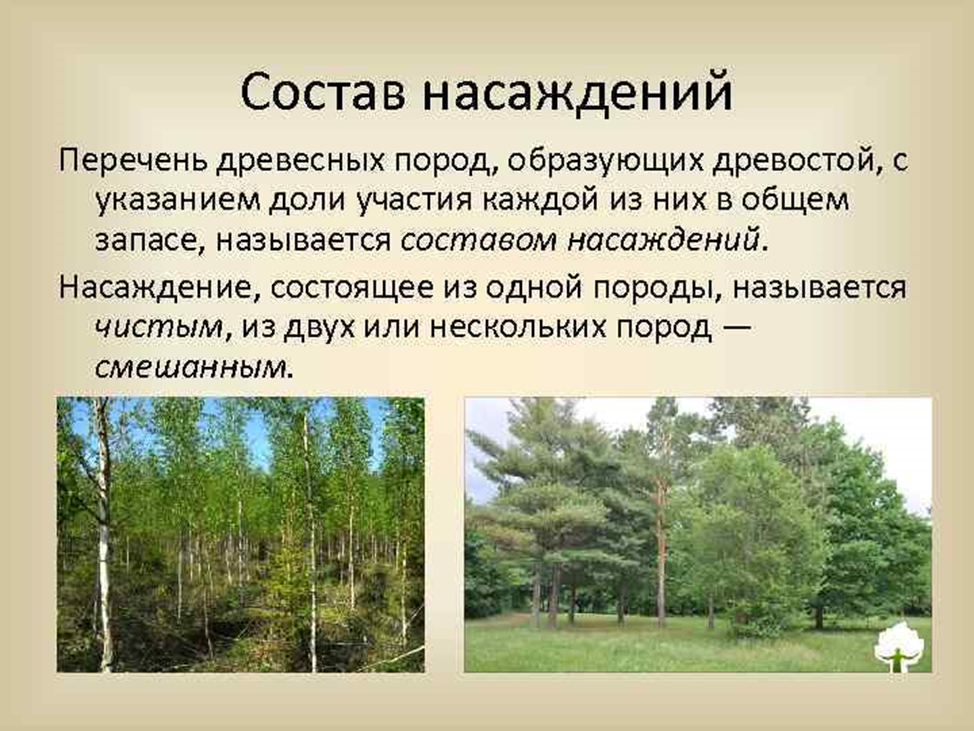 Состав насаждений
Перечень древесных пород, образующих древостой, с
указанием доли участия каждой из них в общем
запасе, называется составом насаждений.
Насаждение, состоящее из одной породы, называется
чистым, из двух или нескольких пород —
смешанным.